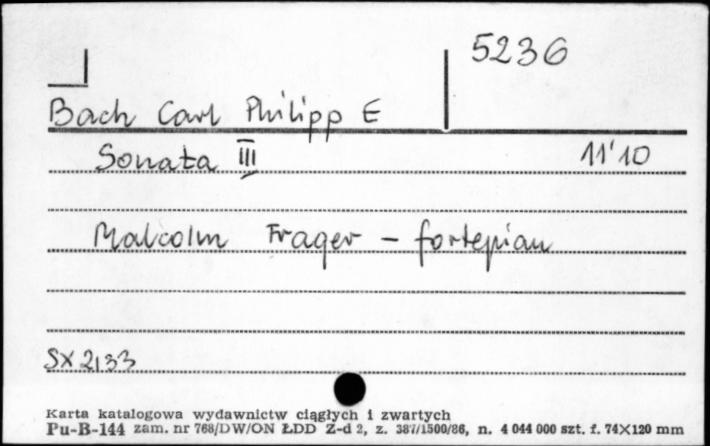 5236
Bach Carl Philipp E
Sonata III 11'10
Malcolm Frager - fortepian
SX 2133
Karta katalogowa wydawnictw ciągłych i zwartych
Pu-B-144 zam. nr 768/DW/ON ŁDD Z-d 2, z. 387/1500/86, n. 4 044 000 szt. f. 74X120 mm